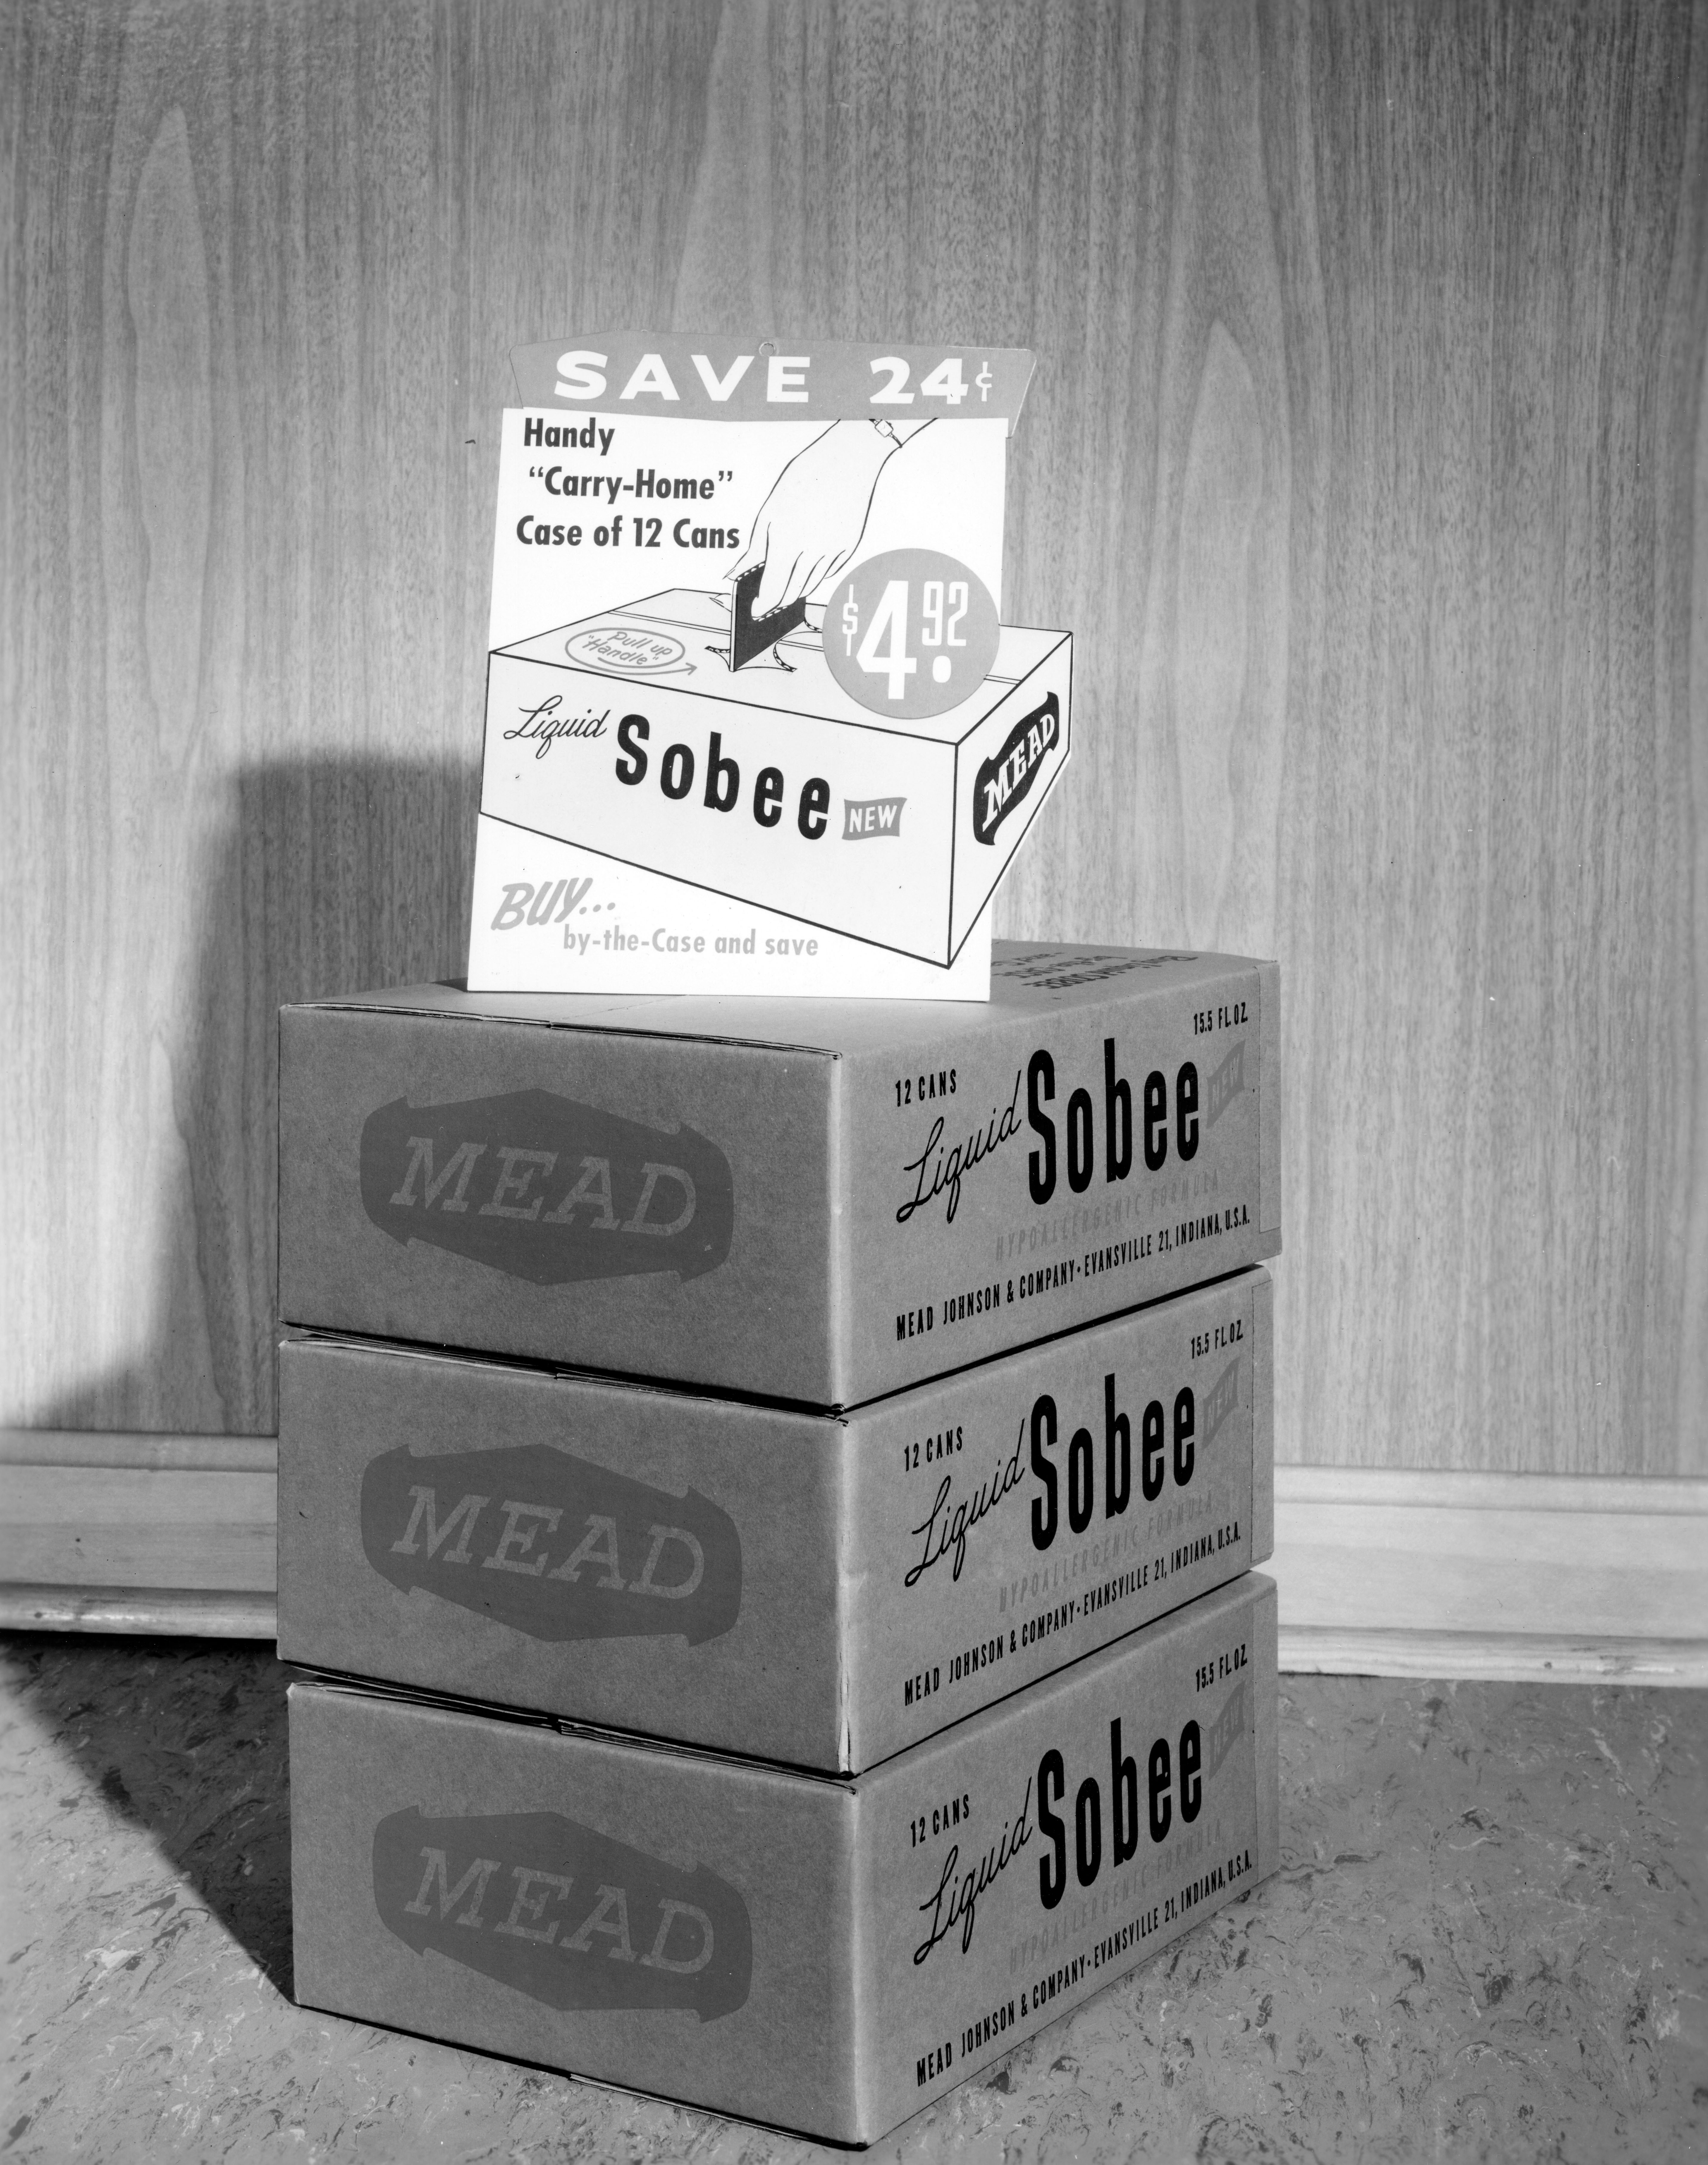 SAVE 24¢
Handy
“Carry-Home”
Case of 12 Cans
$4.92
Pull up
"Handle"
Liquid Sobee NEW
MEAD
BUY...
by-the-Case and save
MEAD
12 CANS
15.5 FL.OZ.
Liquid Sobee NEW
HYPOALLERGENIC FORMULA
MEAD JOHNSON & COMPANY•EVANSVILLE 21, INDIANA, U.S.A.
MEAD
12 CANS
15.5 FL.OZ.
Liquid Sobee NEW
HYPOALLERGENIC FORMULA
MEAD JOHNSON & COMPANY•EVANSVILLE 21, INDIANA, U.S.A.
MEAD
12 CANS
15.5 FL.OZ.
Liquid Sobee NEW
HYPOALLERGENIC FORMULA
MEAD JOHNSON & COMPANY•EVANSVILLE 21, INDIANA, U.S.A.